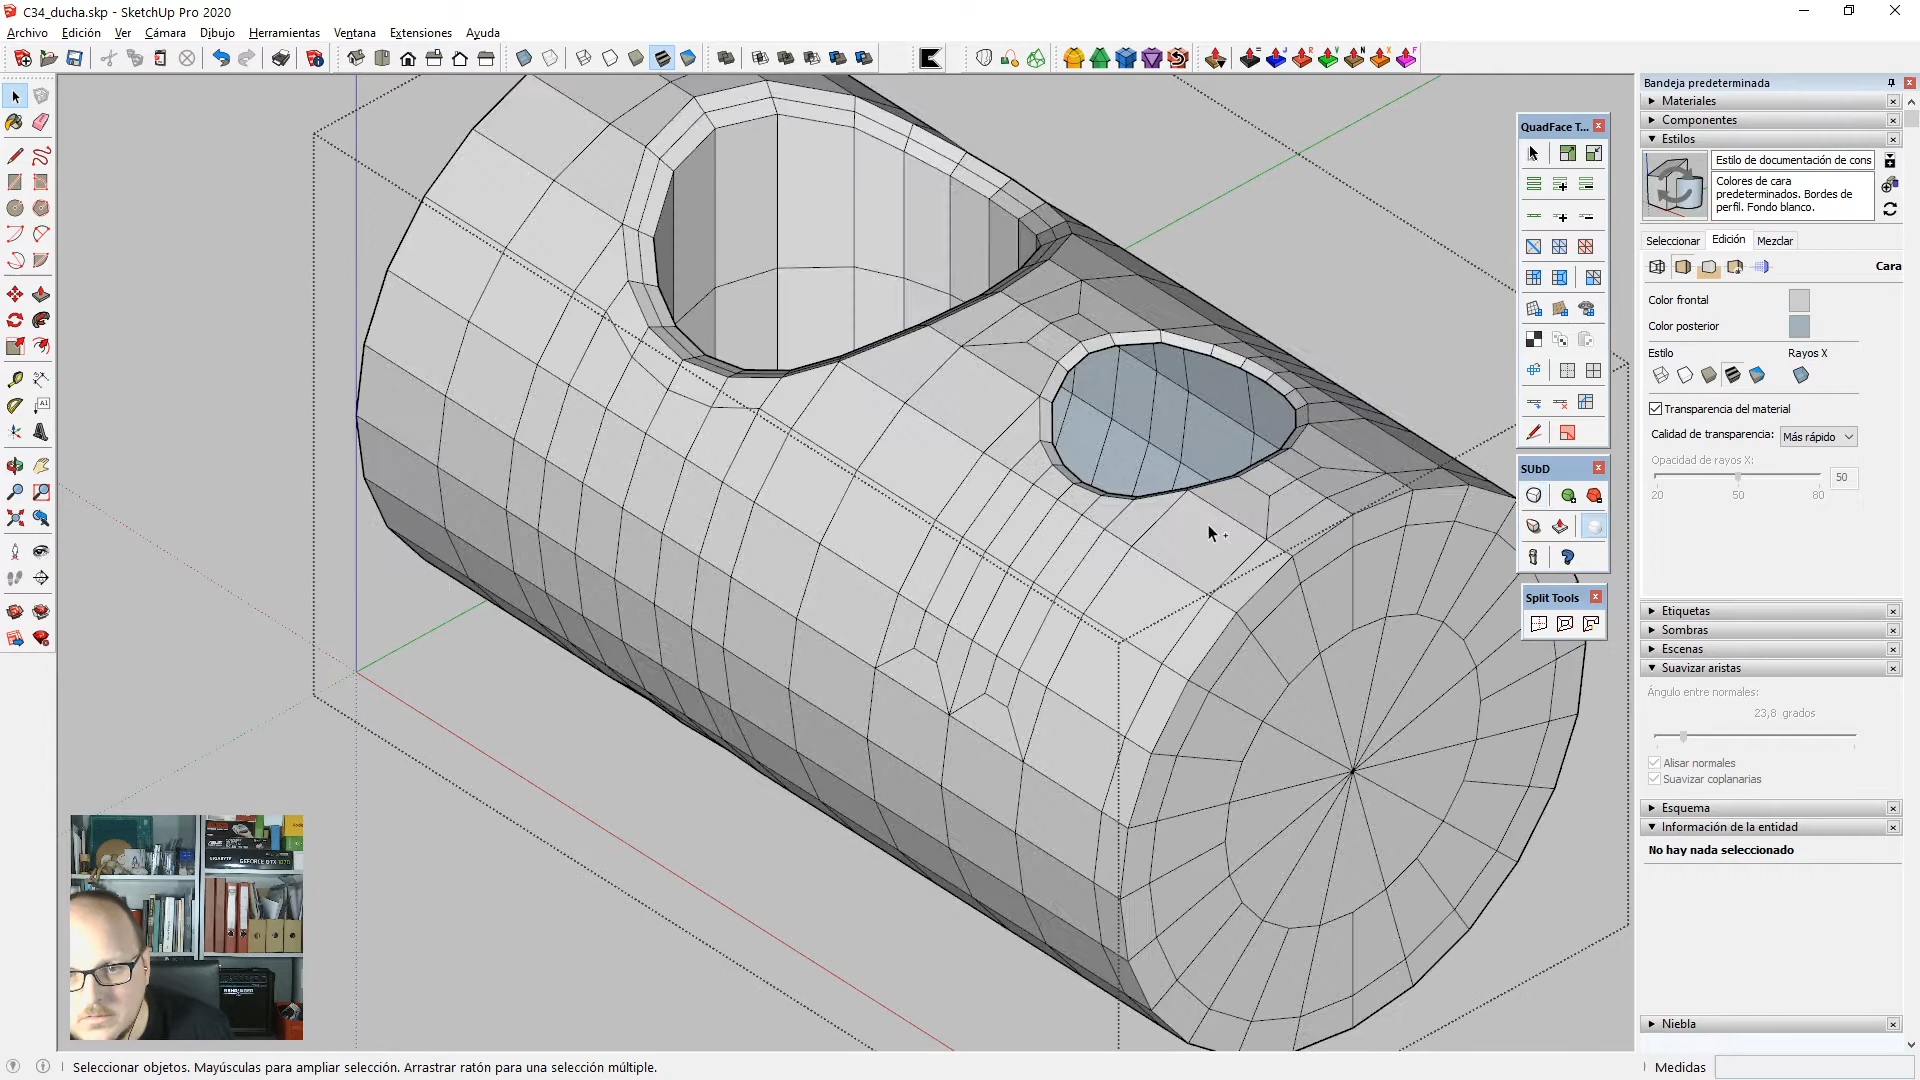 C34_ducha.skp - SketchUp Pro 2020
Archivo Edición Ver Cámara Dibujo Herramientas Ventana Extensiones Ayuda
Bandeja predeterminada
Materiales
Componentes
Estilos
Estilo de documentación de cons
Colores de cara
predeterminados. Bordes de
perfil. Fondo blanco.
Seleccionar Edición Mezclar
Cara
Color frontal
Color posterior
Estilo Rayos X
Transparencia del material
Calidad de transparencia: Más rápido
Opacidad de rayos X: 50
20 50 80
Etiquetas
Sombras
Escenas
Suavizar aristas
Ángulo entre normales:
23,8 grados
Alisar normales
Suavizar coplanarias
Esquema
Información de la entidad
No hay nada seleccionado
Niebla
QuadFace T...
SUbD
Split Tools
GIGABYTE GEFORCE GTX 1070
Seleccionar objetos. Mayúsculas para ampliar selección. Arrastrar ratón para una selección múltiple.
Medidas